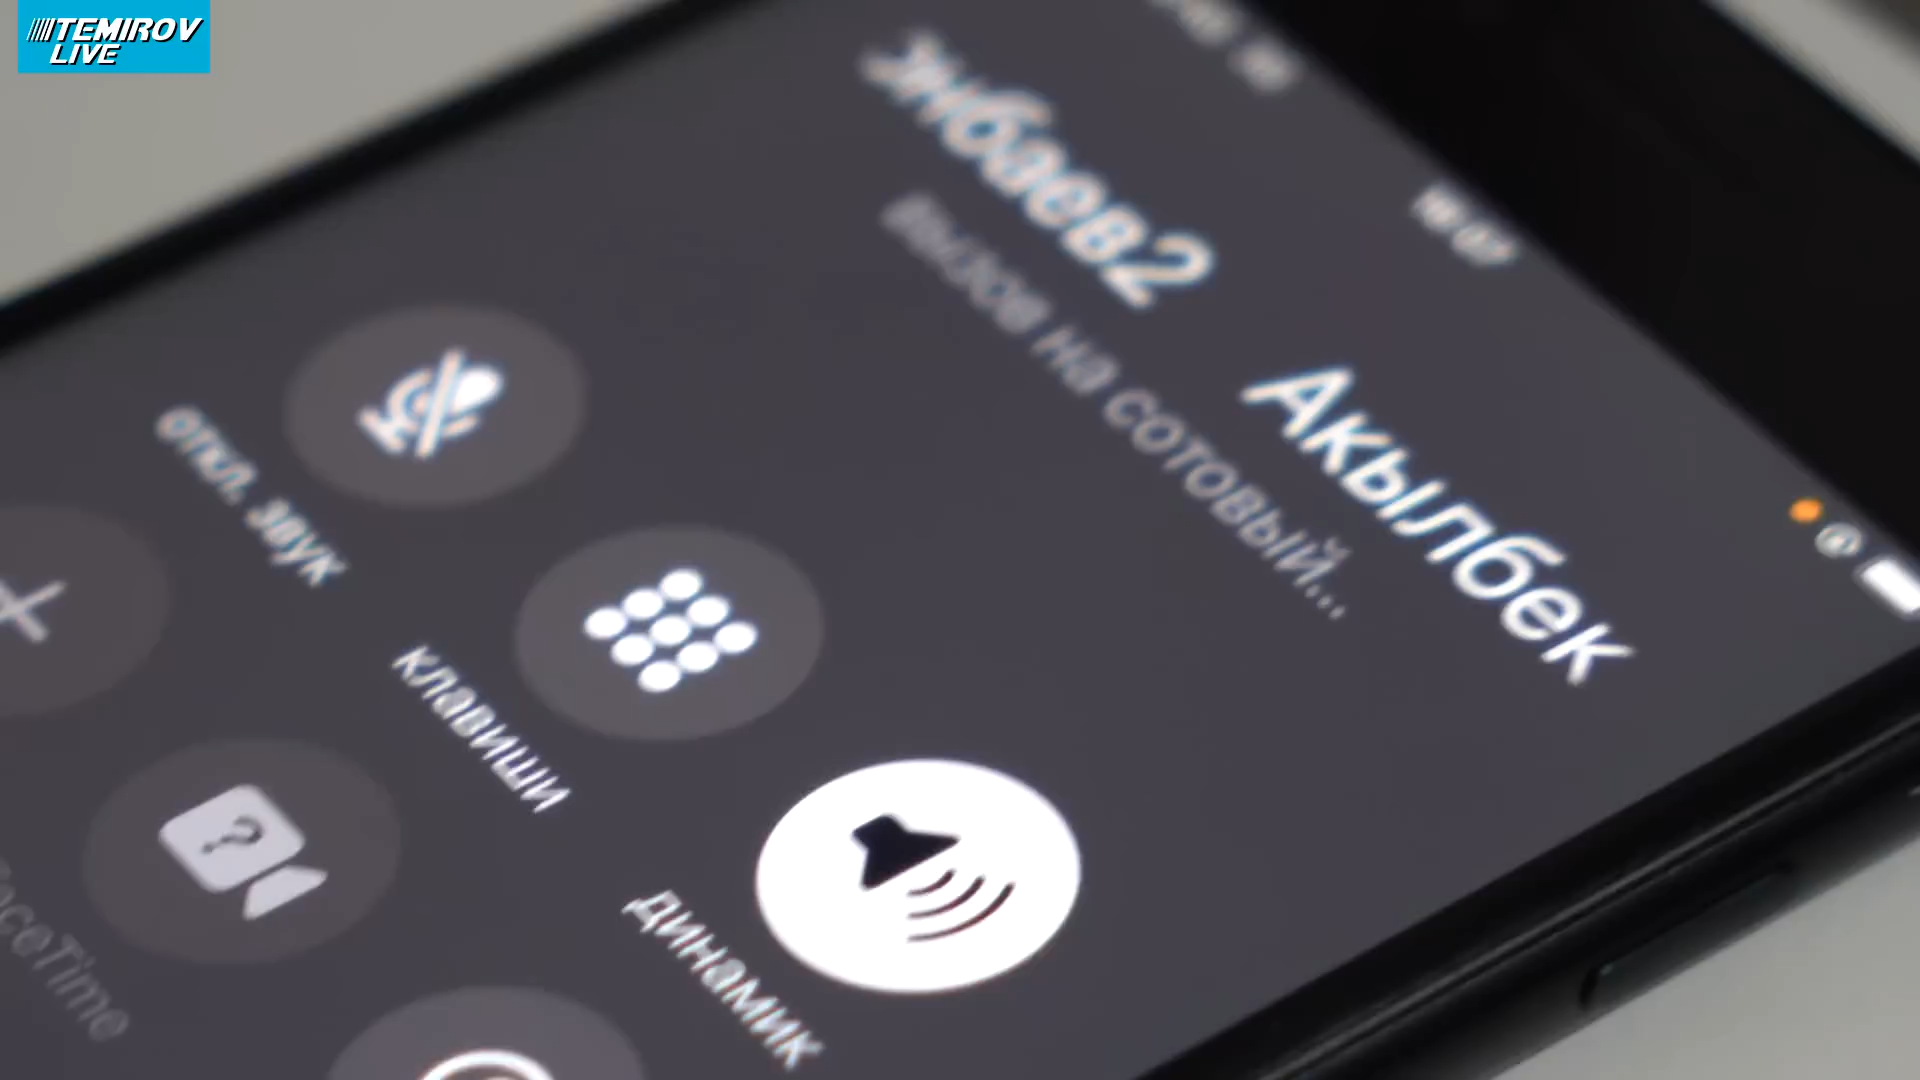 TEMIROV
LIVE
Акылбек
вызов на сотовый...
откл. звук
клавиши
динамик